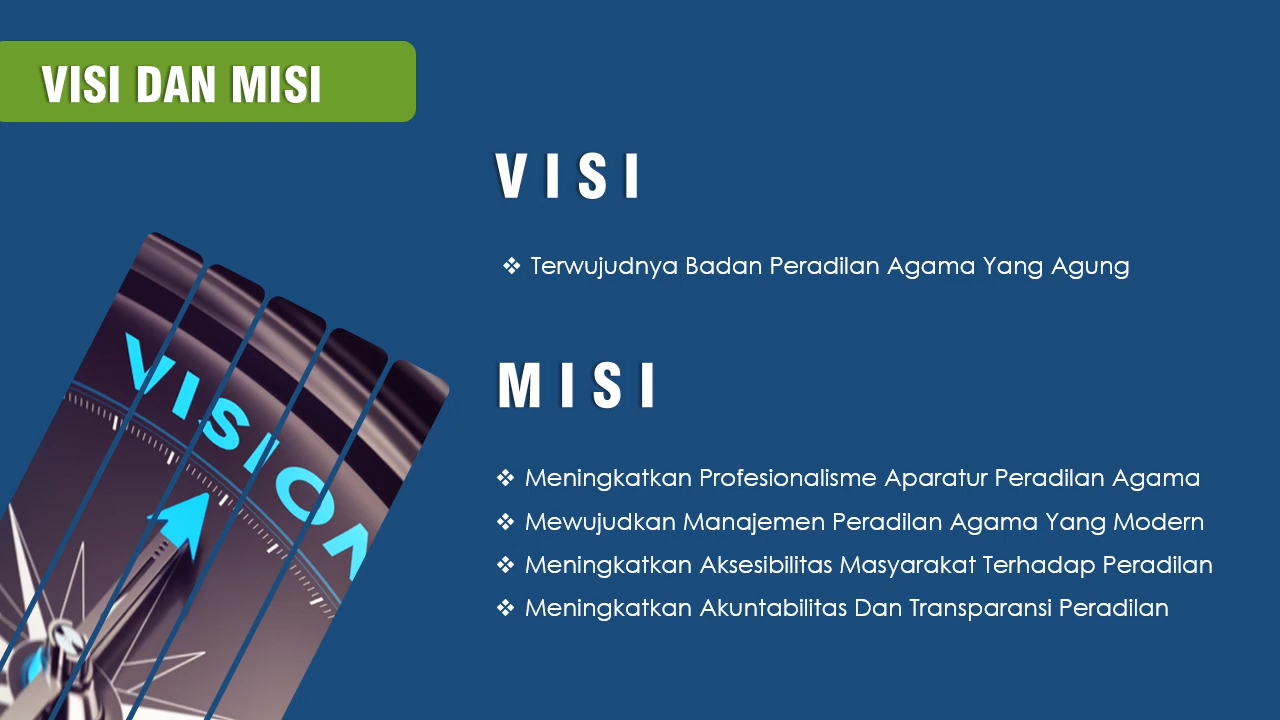 VISI DAN MISI
VISI
❖ Terwujudnya Badan Peradilan Agama Yang Agung
MISI
❖ Meningkatkan Profesionalisme Aparatur Peradilan Agama
❖ Mewujudkan Manajemen Peradilan Agama Yang Modern
❖ Meningkatkan Aksesibilitas Masyarakat Terhadap Peradilan
❖ Meningkatkan Akuntabilitas Dan Transparansi Peradilan
VISION